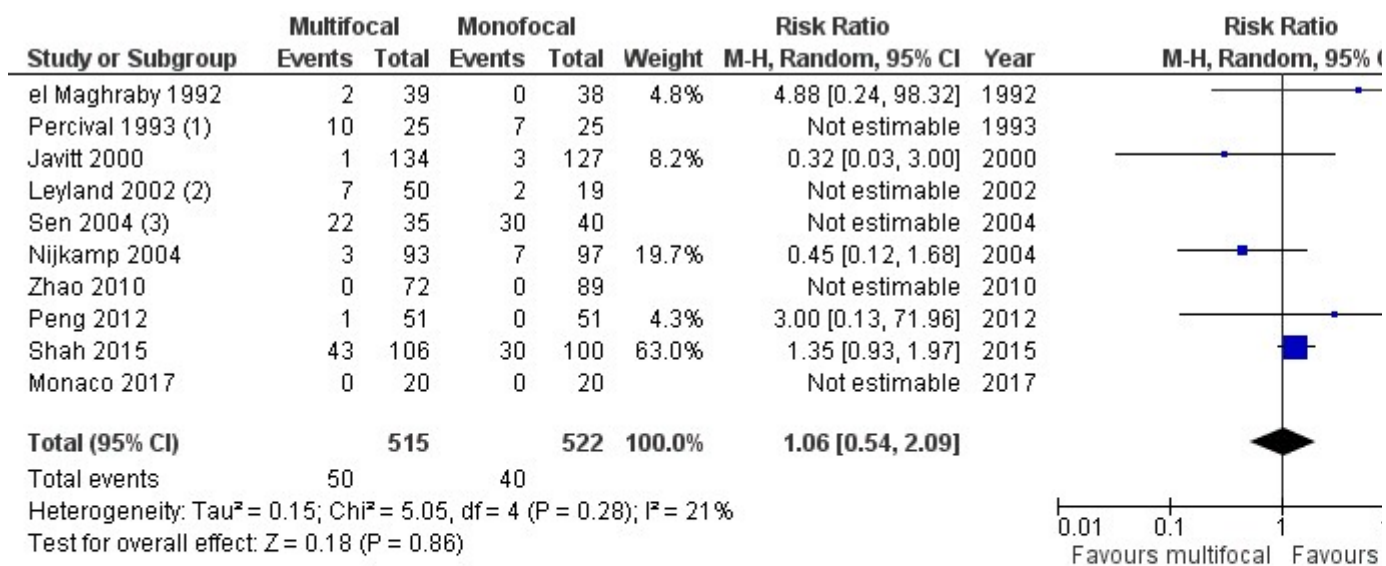 Multifocal Monofocal Risk Ratio Risk Ratio
Study or Subgroup Events Total Events Total Weight M-H, Random, 95% CI Year M-H, Random, 95%
el Maghraby 1992 2 39 0 38 4.8% 4.88 [0.24, 98.32] 1992
Percival 1993 (1) 10 25 7 25 Not estimable 1993
Javitt 2000 1 134 3 127 8.2% 0.32 [0.03, 3.00] 2000
Leyland 2002 (2) 7 50 2 19 Not estimable 2002
Sen 2004 (3) 22 35 30 40 Not estimable 2004
Nijkamp 2004 3 93 7 97 19.7% 0.45 [0.12, 1.68] 2004
Zhao 2010 0 72 0 89 Not estimable 2010
Peng 2012 1 51 0 51 4.3% 3.00 [0.13, 71.96] 2012
Shah 2015 43 106 30 100 63.0% 1.35 [0.93, 1.97] 2015
Monaco 2017 0 20 0 20 Not estimable 2017
Total (95% CI) 515 522 100.0% 1.06 [0.54, 2.09]
Total events 50 40
Heterogeneity: Tau² = 0.15; Chi² = 5.05, df = 4 (P = 0.28); I² = 21%
Test for overall effect: Z = 0.18 (P = 0.86)
0.01 0.1 1
Favours multifocal Favours